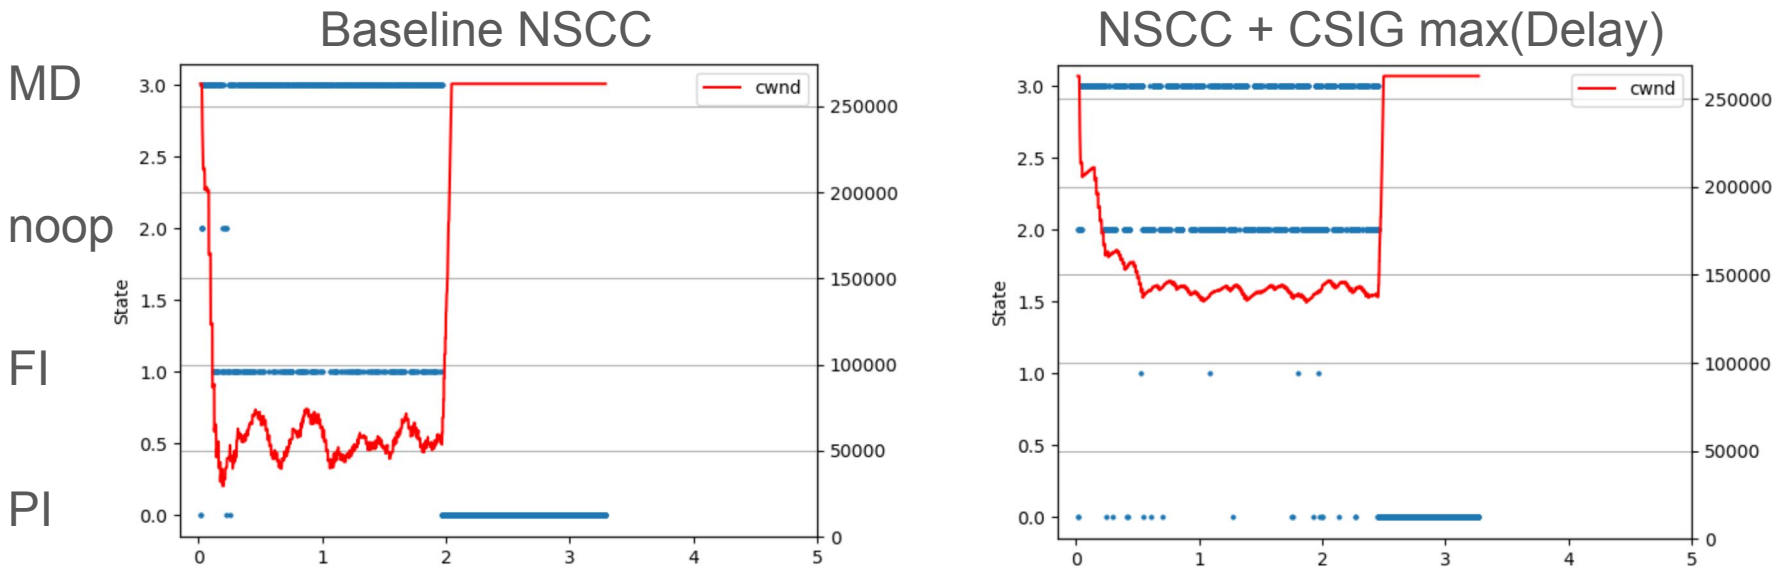 Baseline NSCC
NSCC + CSIG max(Delay)
MD
noop
FI
PI
State
3.0
2.5
2.0
1.5
1.0
0.5
0.0
cwnd
250000
200000
150000
100000
50000
0
0 1 2 3 4 5
State
3.0
2.5
2.0
1.5
1.0
0.5
0.0
cwnd
250000
200000
150000
100000
50000
0
0 1 2 3 4 5